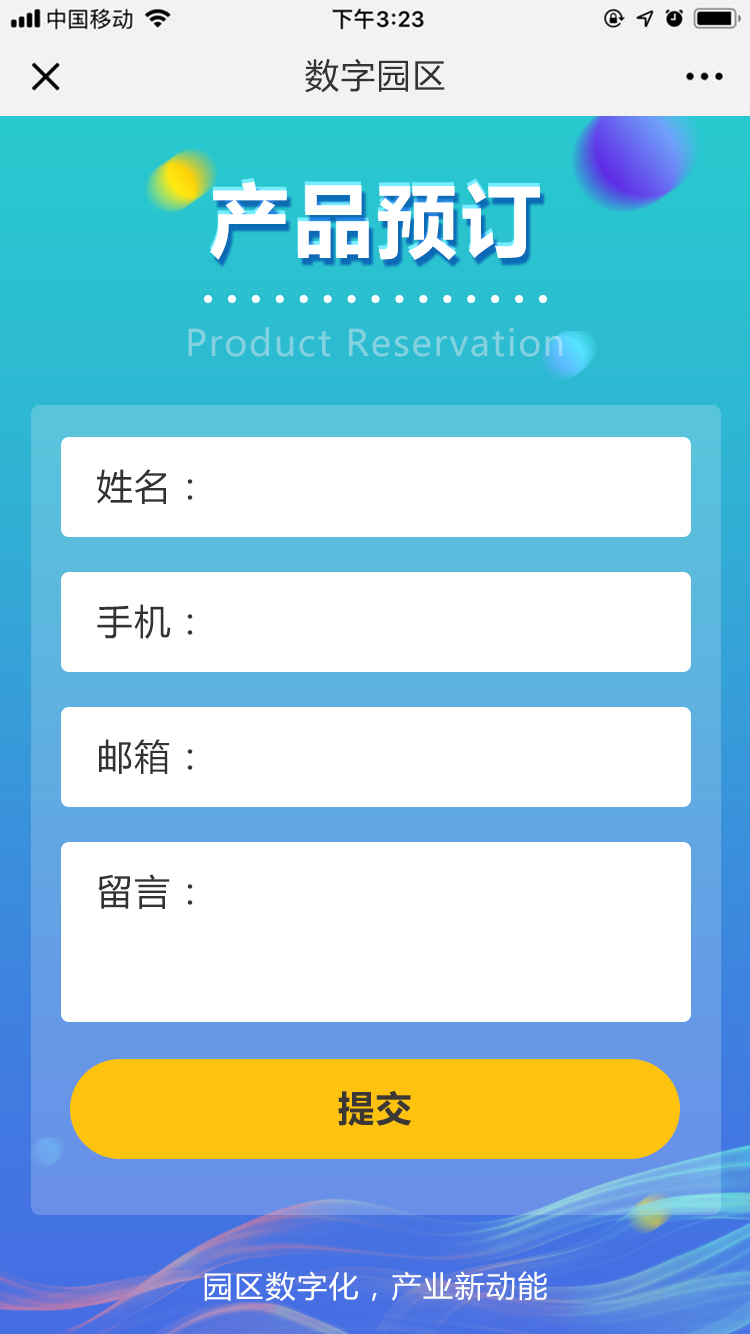 中国移动 下午3:23
数字园区
产品预订
Product Reservation
姓名：
手机：
邮箱：
留言：
提交
园区数字化，产业新动能